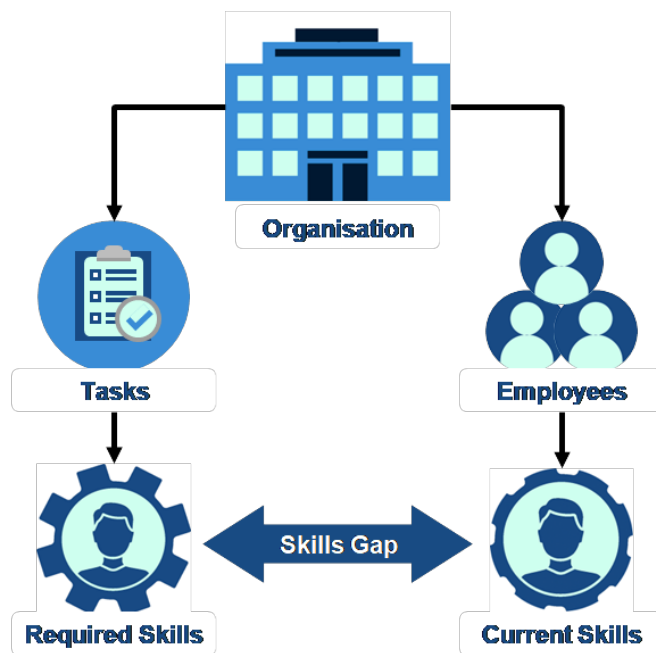 Organisation
Tasks
Employees
Skills Gap
Required Skills
Current Skills